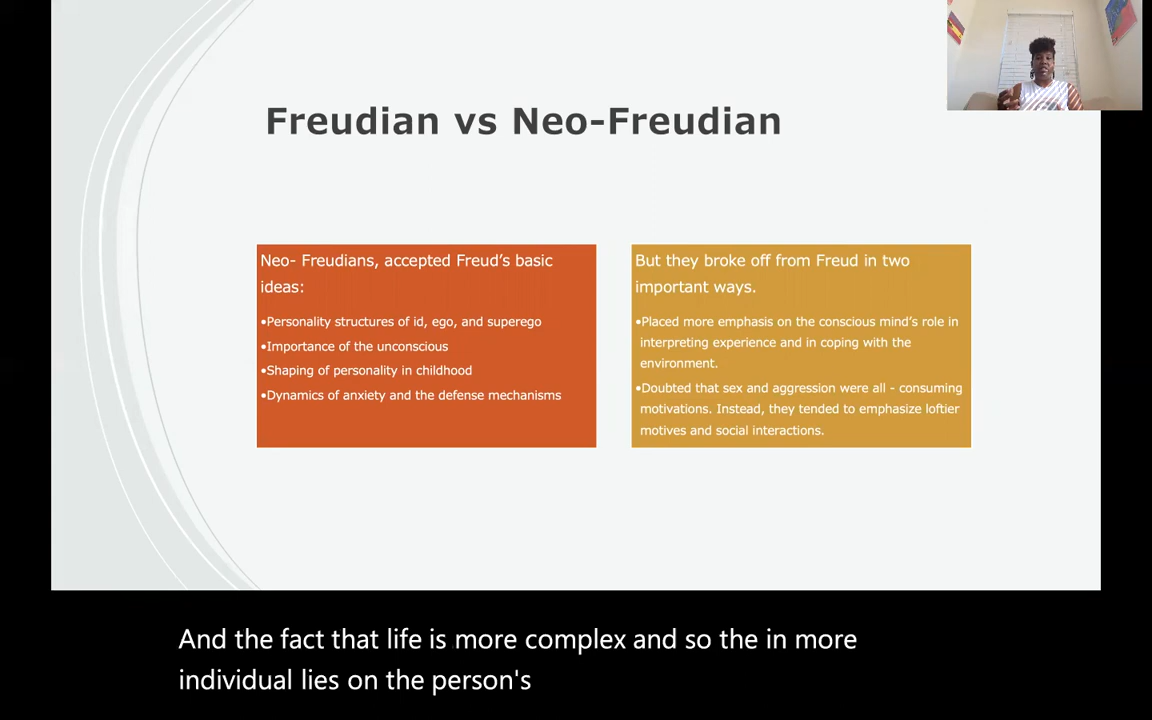 Freudian vs Neo-Freudian
Neo- Freudians, accepted Freud's basic
ideas:
•Personality structures of id, ego, and superego
•Importance of the unconscious
•Shaping of personality in childhood
•Dynamics of anxiety and the defense mechanisms
But they broke off from Freud in two
important ways.
•Placed more emphasis on the conscious mind's role in
interpreting experience and in coping with the
environment.
•Doubted that sex and aggression were all - consuming
motivations. Instead, they tended to emphasize loftier
motives and social interactions.
And the fact that life is more complex and so the in more
individual lies on the person's